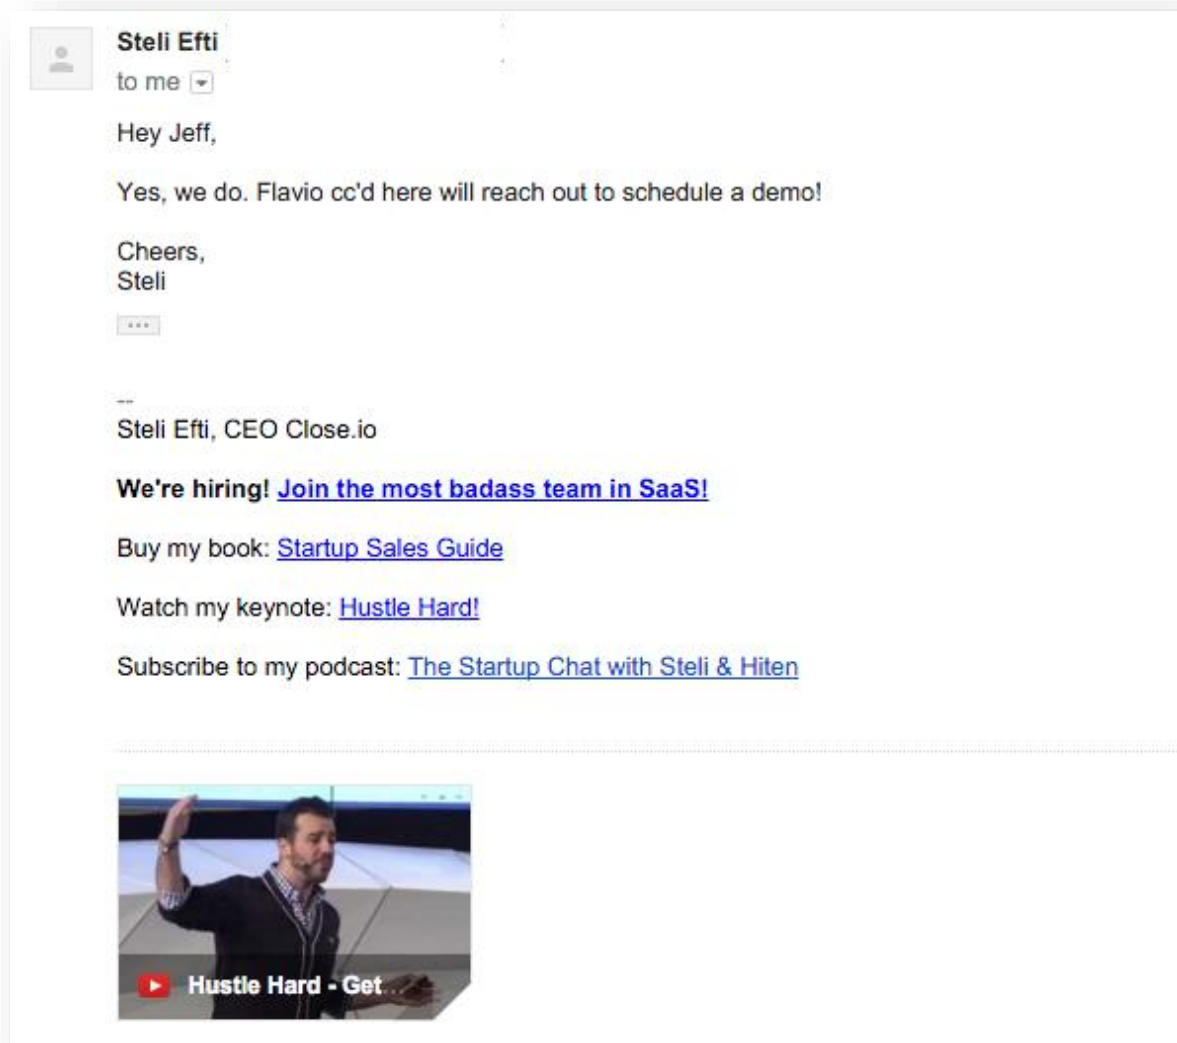 Steli Efti
to me
Hey Jeff,
Yes, we do. Flavio cc'd here will reach out to schedule a demo!
Cheers,
Steli
--
Steli Efti, CEO Close.io
We're hiring! Join the most badass team in SaaS!
Buy my book: Startup Sales Guide
Watch my keynote: Hustle Hard!
Subscribe to my podcast: The Startup Chat with Steli & Hiten
Hustle Hard - Get...